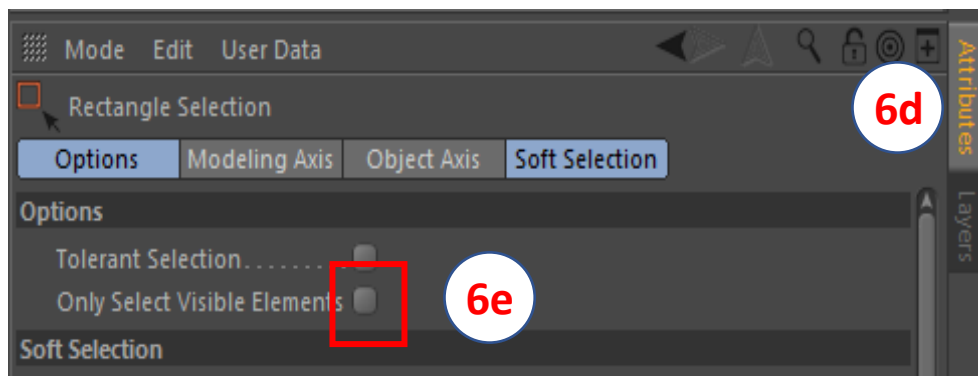 Mode Edit User Data
Rectangle Selection
6d
Attributes
Options Modeling Axis Object Axis Soft Selection
Options
Layers
Tolerant Selection.........
Only Select Visible Elements
6e
Soft Selection